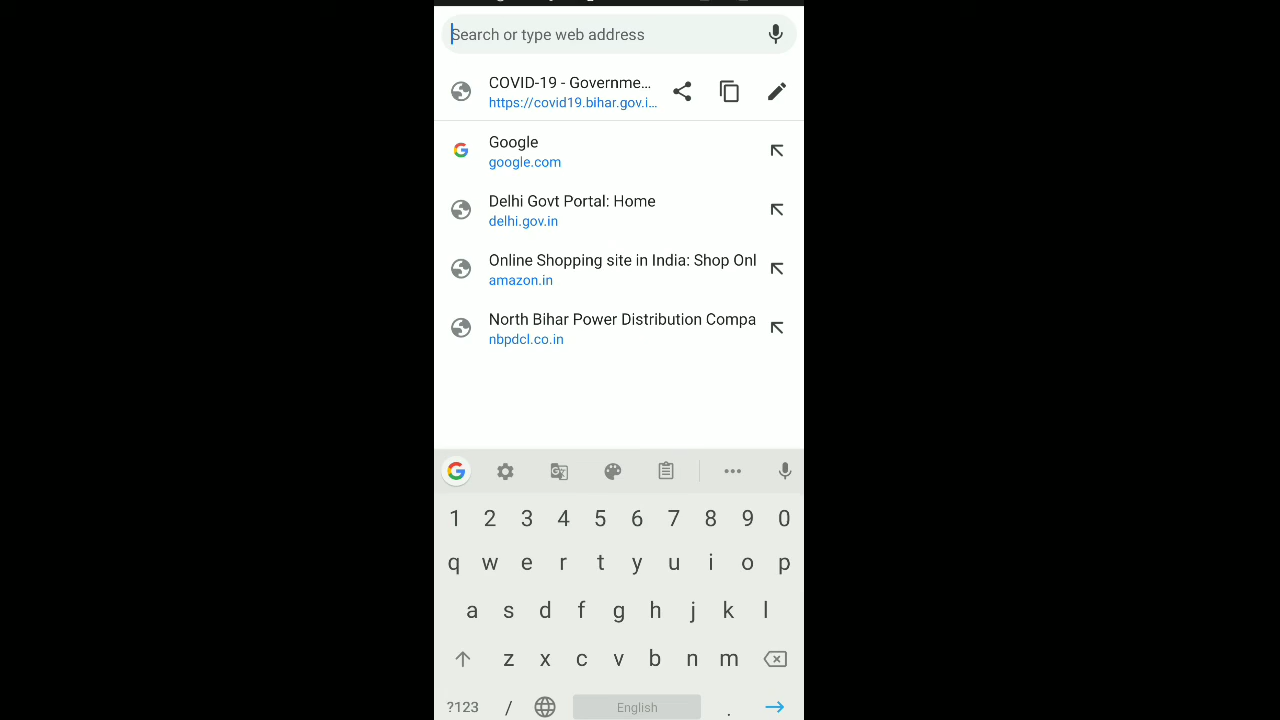 Search or type web address
COVID-19 - Governme...
https://covid19.bihar.gov.i...
Google
google.com
Delhi Govt Portal: Home
delhi.gov.in
Online Shopping site in India: Shop Onl
amazon.in
North Bihar Power Distribution Compa
nbpdcl.co.in
1 2 3 4 5 6 7 8 9 0
q w e r t y u i o p
a s d f g h j k l
z x c v b n m
?123 / English .